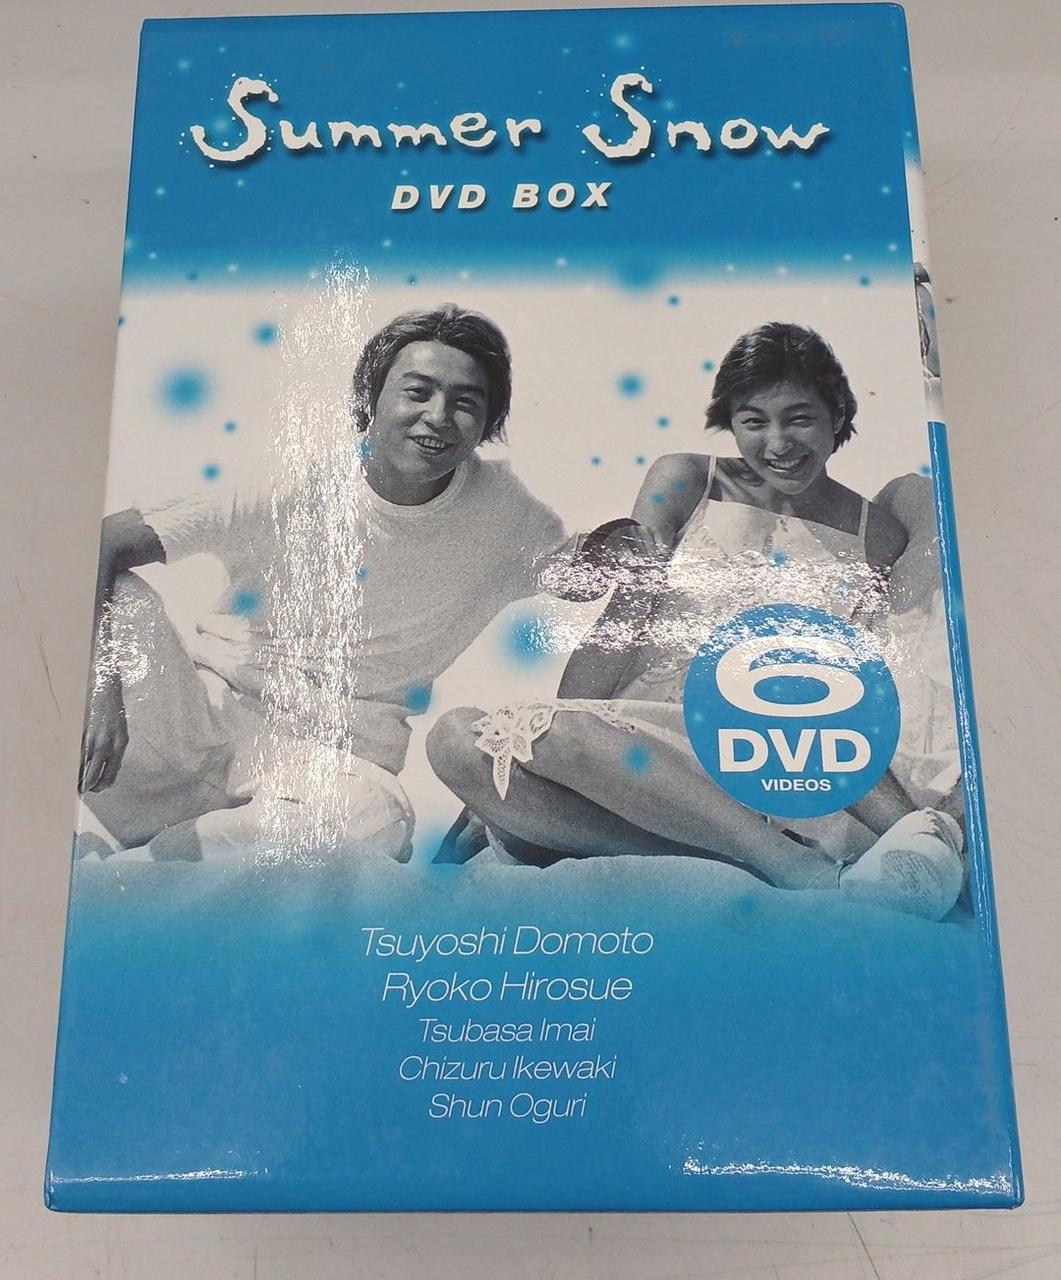 Summer Snow
DVD BOX
6
DVD
VIDEOS
Tsuyoshi Domoto
Ryoko Hirosue
Tsubasa Imai
Chizuru Ikewaki
Shun Oguri